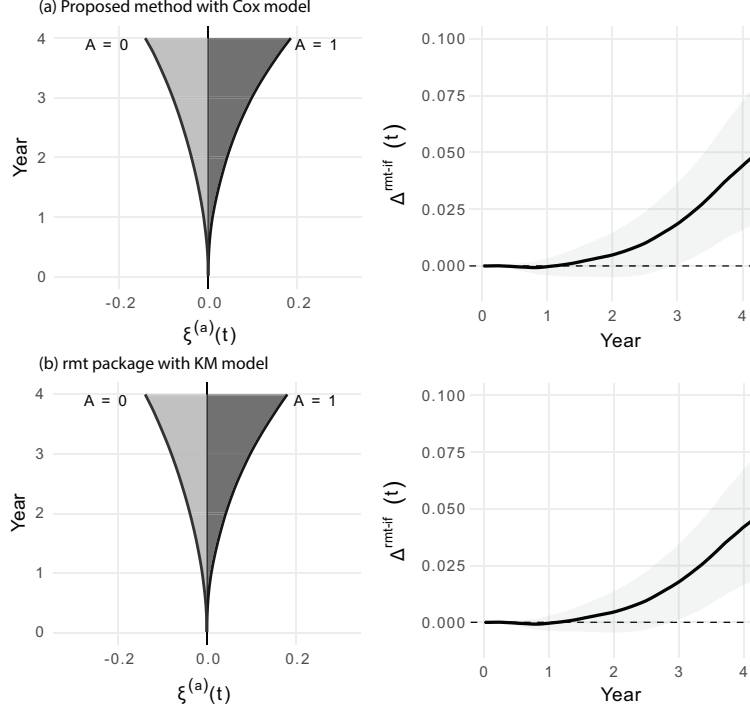 (a) Proposed method with Cox model
4
3
2
1
0
Year
A = 0
A = 1
-0.2
0.0
0.2
ξ(a)(t)
0.100
0.075
0.050
0.025
0.000
Δrmt-if (t)
0
1
2
3
4
Year
(b) rmt package with KM model
4
3
2
1
0
Year
A = 0
A = 1
-0.2
0.0
0.2
ξ(a)(t)
0.100
0.075
0.050
0.025
0.000
Δrmt-if (t)
0
1
2
3
4
Year